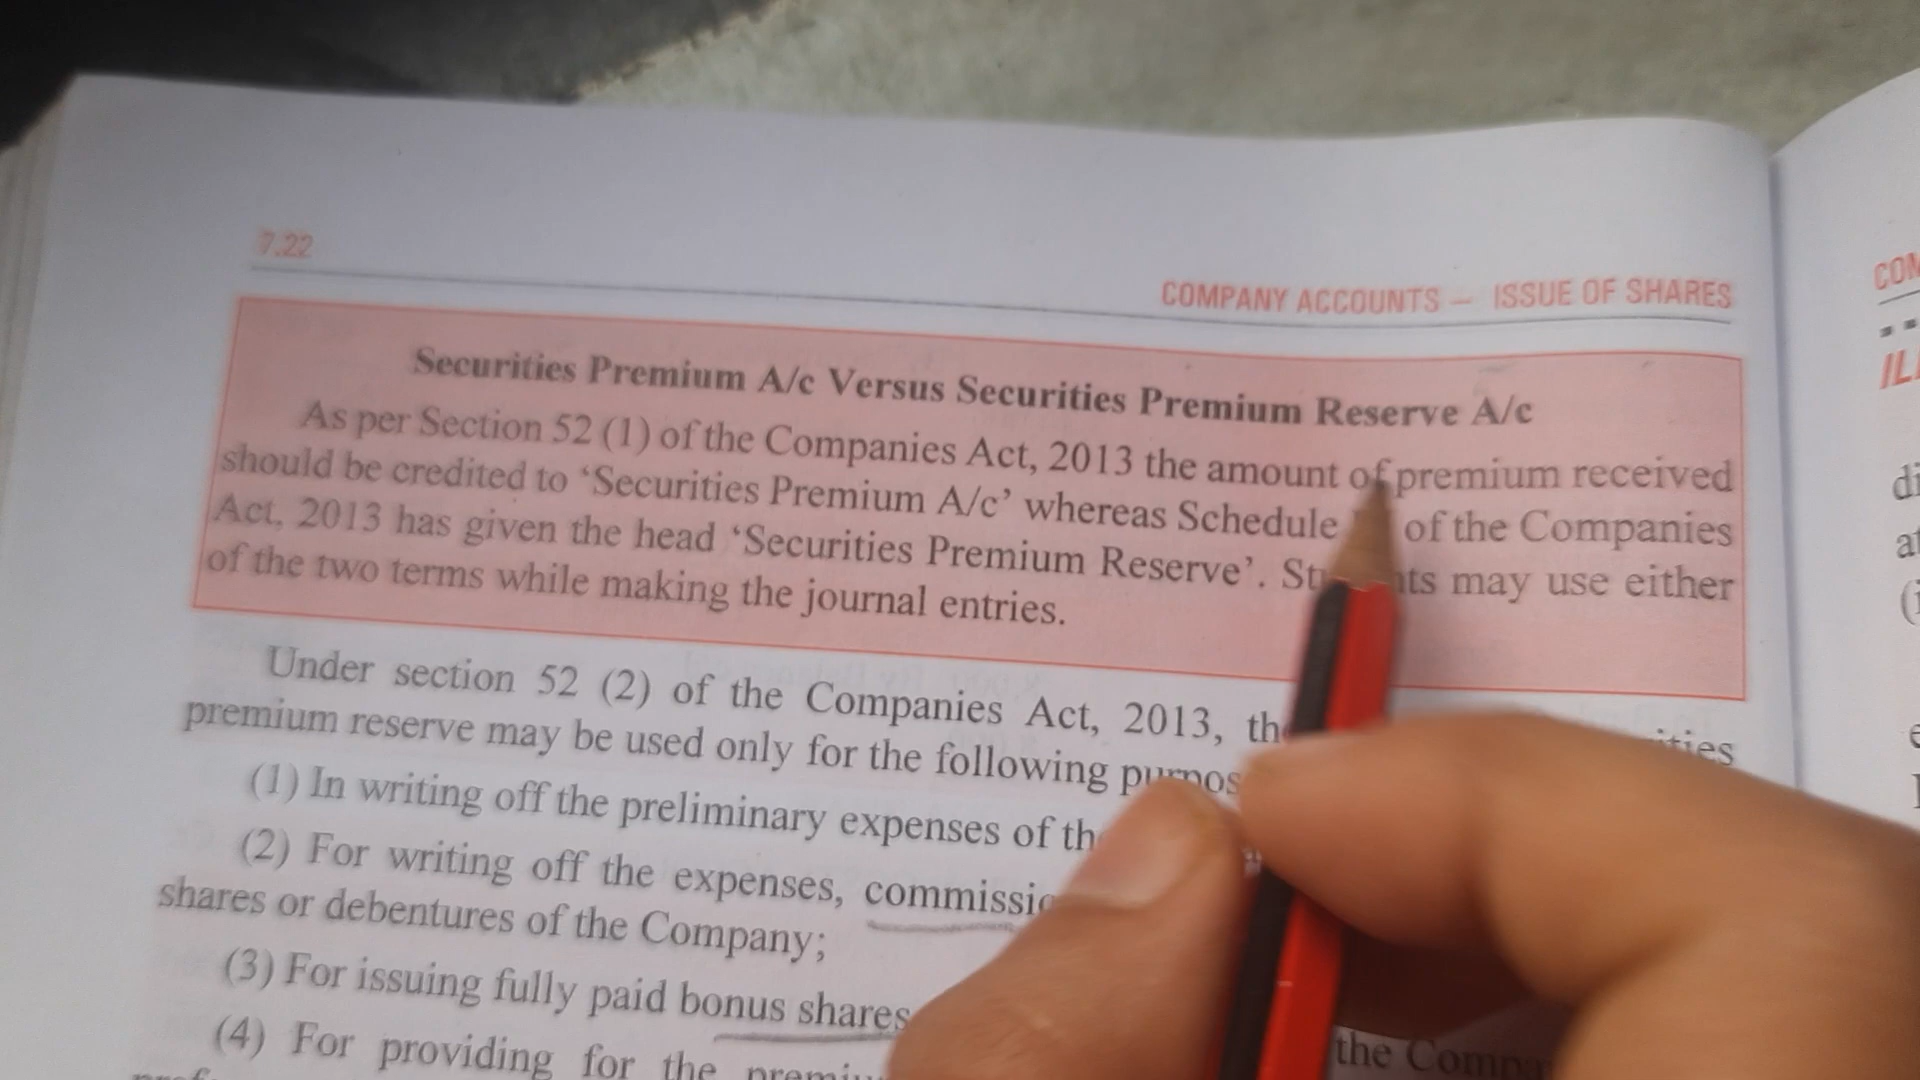 7.22
COMPANY ACCOUNTS – ISSUE OF SHARES
Securities Premium A/c Versus Securities Premium Reserve A/c
As per Section 52 (1) of the Companies Act, 2013 the amount of premium received
should be credited to ‘Securities Premium A/c’ whereas Schedule of the Companies
Act, 2013 has given the head ‘Securities Premium Reserve’. may use either
of the two terms while making the journal entries.
Under section 52 (2) of the Companies Act, 2013,
premium reserve may be used only for the following
(1) In writing off the preliminary expenses of
(2) For writing off the expenses,
shares or debentures of the Company;
(3) For issuing fully paid bonus shares
(4) For providing for the
the